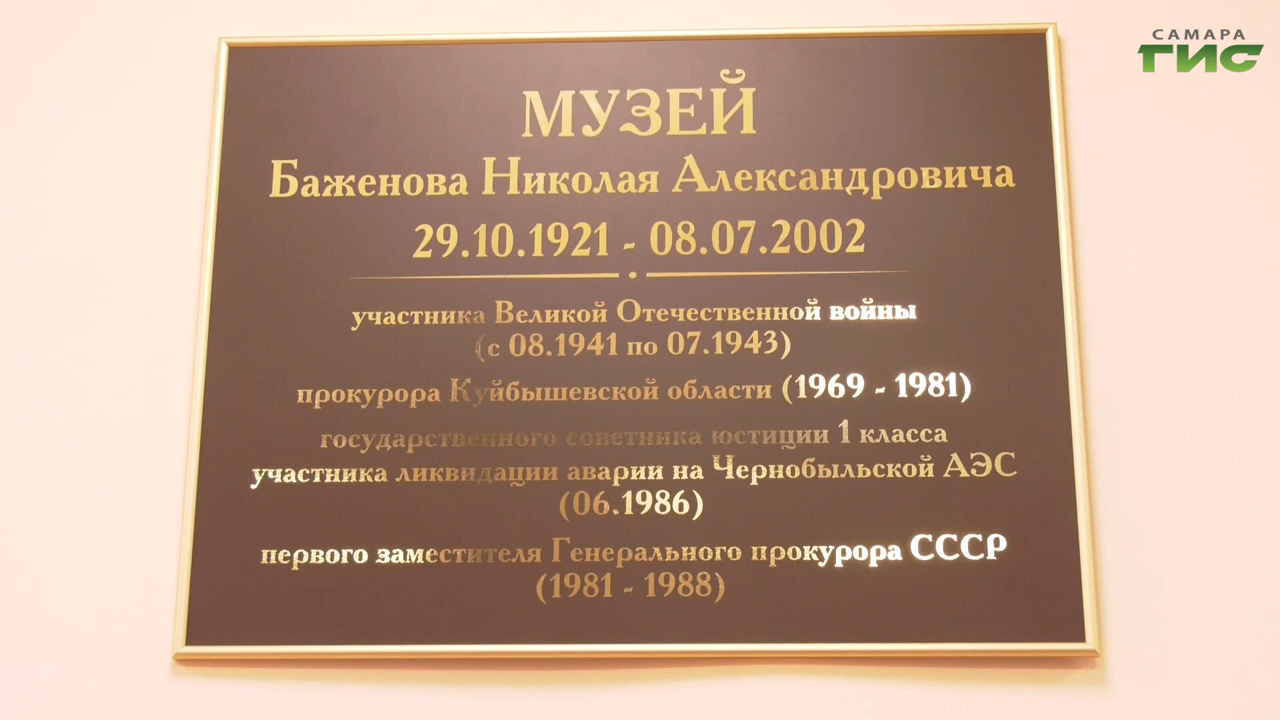 САМАРА
ГИС
МУЗЕЙ
Баженова Николая Александровича
29.10.1921 - 08.07.2002
участника Великой Отечественной войны
(с 08.1941 по 07.1943)
прокурора Куйбышевской области (1969 - 1981)
государственного советника юстиции 1 класса
участника ликвидации аварии на Чернобыльской АЭС
(06.1986)
первого заместителя Генерального прокурора СССР
(1981 - 1988)